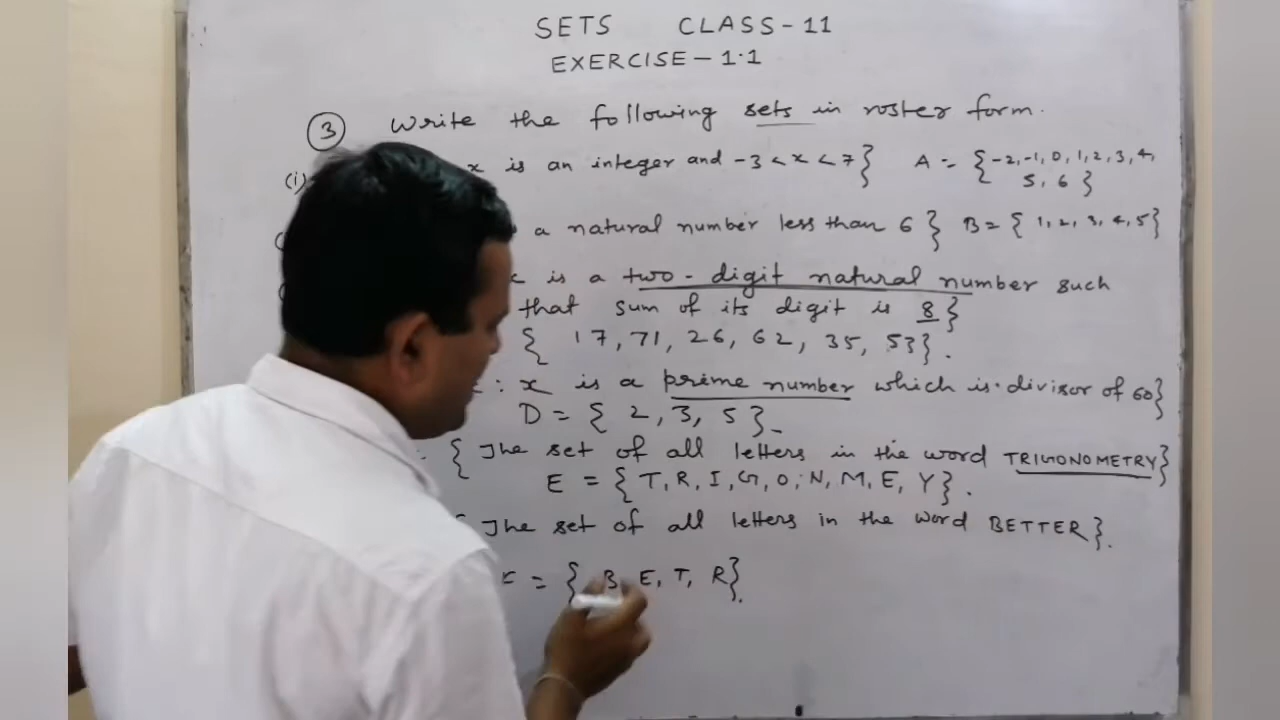 SETS CLASS-11
EXERCISE-1.1
3 Write the following sets in roster form.
(i) x is an integer and -3 < x < 7} A = {-2, -1, 0, 1, 2, 3, 4,
5, 6 }
a natural number less than 6 } B = { 1, 2, 3, 4, 5}
is a two-digit natural number such
that sum of its digit is 8}
{ 17, 71, 26, 62, 35, 53}.
: x is a prime number which is divisor of 60}
D = { 2, 3, 5 }
{ The set of all letters in the word TRIGONOMETRY}
E = { T, R, I, G, O, N, M, E, Y}.
The set of all letters in the word BETTER}.
= { B, E, T, R}.